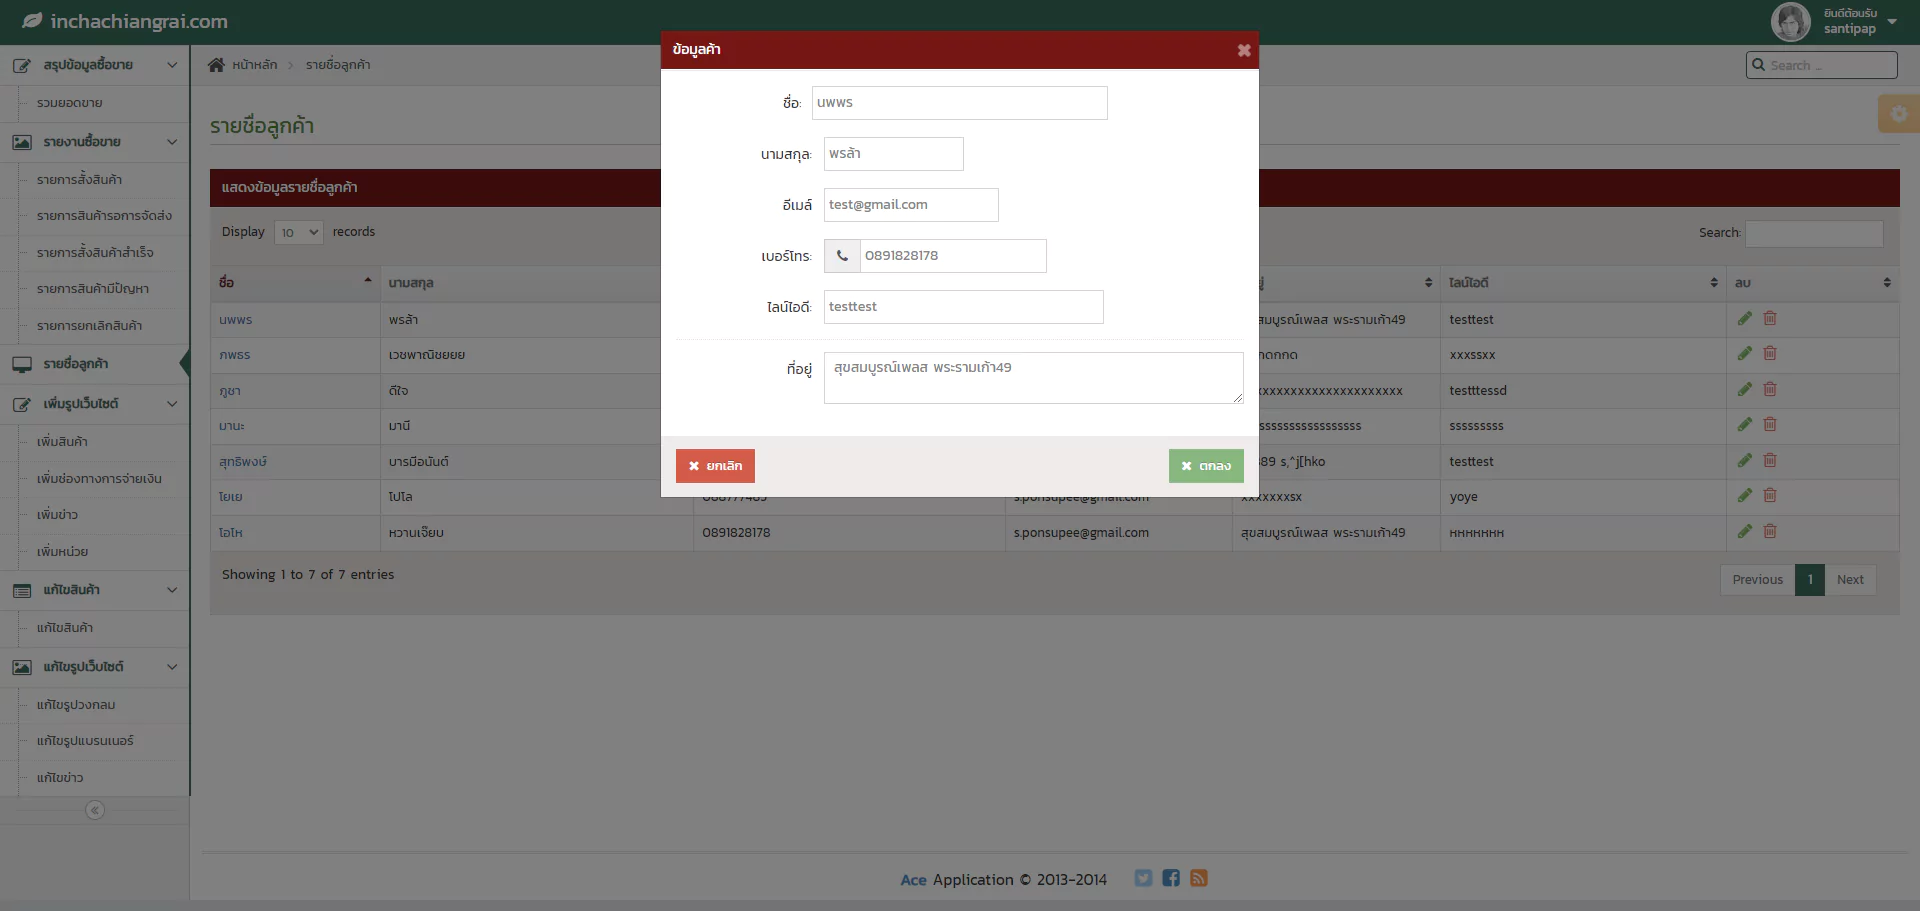 inchachiangrai.com
ยินดีต้อนรับ
santipap
สรุปข้อมูลซื้อขาย
รวมยอดขาย
รายงานซื้อขาย
รายการสั่งสินค้า
รายการสินค้ารอการจัดส่ง
รายการสั่งสินค้าสำเร็จ
รายการสินค้ามีปัญหา
รายการยกเลิกสินค้า
รายชื่อลูกค้า
เพิ่มรูปเว็บไซต์
เพิ่มสินค้า
เพิ่มช่องทางการจ่ายเงิน
เพิ่มข่าว
เพิ่มหน่วย
แก้ไขสินค้า
แก้ไขสินค้า
แก้ไขรูปเว็บไซต์
แก้ไขรูปวงกลม
แก้ไขรูปแบรนเนอร์
แก้ไขข่าว
หน้าหลัก > รายชื่อลูกค้า
Search ...
รายชื่อลูกค้า
แสดงข้อมูลรายชื่อลูกค้า
Display 10 records
Search:
ชื่อ นามสกุล ไลน์ไอดี ลบ
นพพร พรล้า สมบูรณ์เพลส พระรามเก้า49 testtest
ภพธร เวชพาณิชยยย กดกกด xxxssxx
ภูชา ดีใจ xxxxxxxxxxxxxxxxxxxxx testttessd
มานะ มานี ssssssssssssssssss sssssssss
สุทธิพงษ์ บารมีอนันต์ 89 s,^j[hko testtest
โยเย โปโล s.ponsupee@gmail.com xxxxxxxsx yoye
โอโห หวานเจี๊ยบ 0891828178 s.ponsupee@gmail.com สุขสมบูรณ์เพลส พระรามเก้า49 หหหหหหห
Showing 1 to 7 of 7 entries
Previous 1 Next
ข้อมูลค้า
ชื่อ: นพพร
นามสกุล: พรล้า
อีเมล์ test@gmail.com
เบอร์โทร: 0891828178
ไลน์ไอดี: testtest
ที่อยู่ สุขสมบูรณ์เพลส พระรามเก้า49
ยกเลิก
ตกลง
Ace Application © 2013-2014